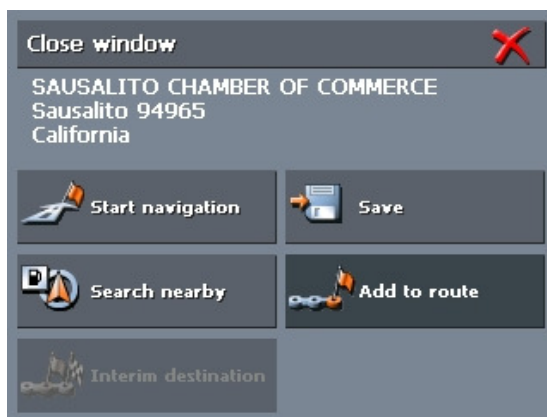 Close window
SAUSALITO CHAMBER OF COMMERCE
Sausalito 94965
California
Start navigation
Save
Search nearby
Add to route
Interim destination